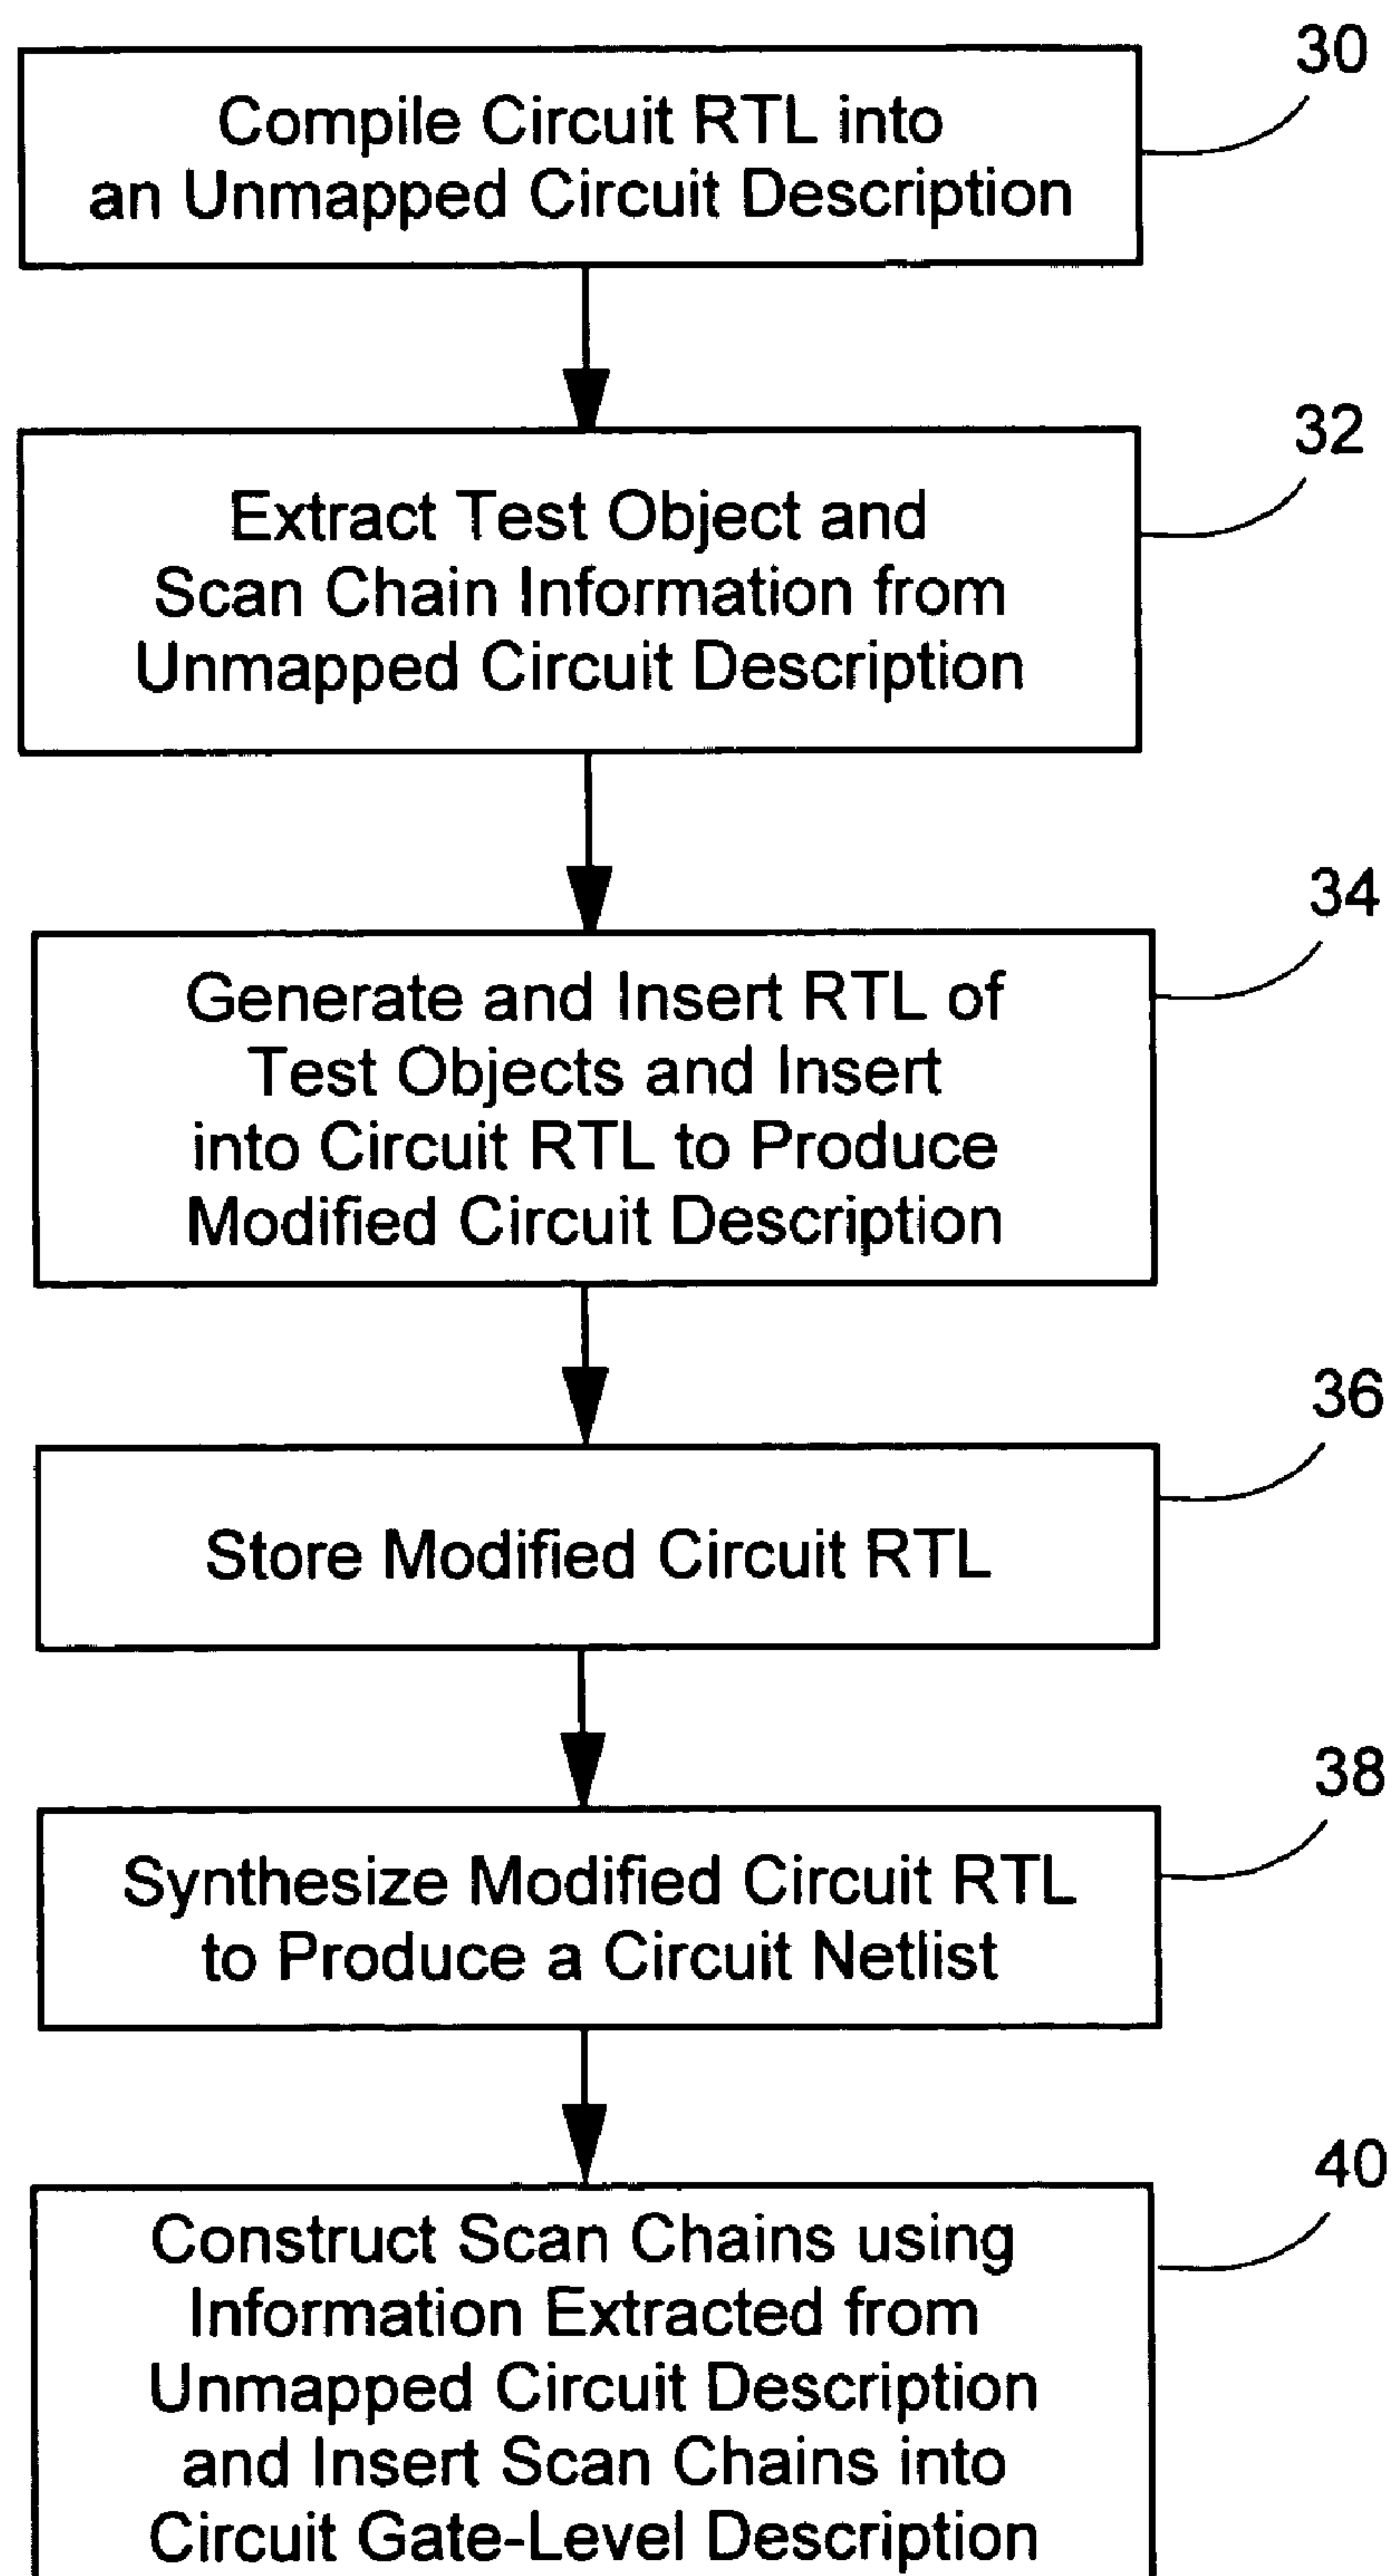 30
Compile Circuit RTL into
an Unmapped Circuit Description
32
Extract Test Object and
Scan Chain Information from
Unmapped Circuit Description
34
Generate and Insert RTL of
Test Objects and Insert
into Circuit RTL to Produce
Modified Circuit Description
36
Store Modified Circuit RTL
38
Synthesize Modified Circuit RTL
to Produce a Circuit Netlist
40
Construct Scan Chains using
Information Extracted from
Unmapped Circuit Description
and Insert Scan Chains into
Circuit Gate-Level Description